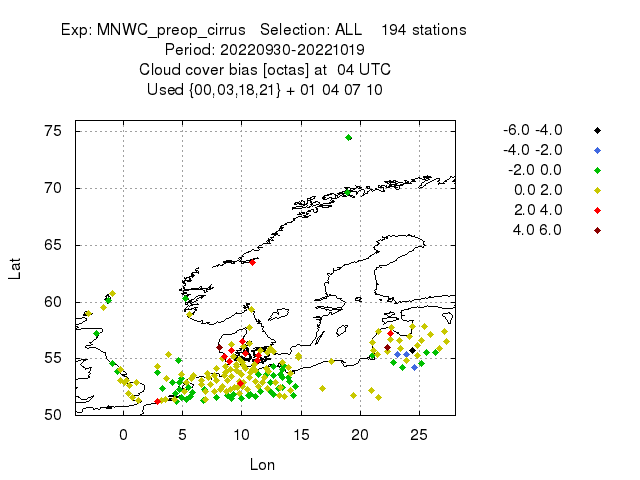 Exp: MNWC_preop_cirrus Selection: ALL 194 stations
Period: 20220930-20221019
Cloud cover bias [octas] at 04 UTC
Used {00,03,18,21} + 01 04 07 10
75
70
65
60
55
50
Lat
0 5 10 15 20 25
Lon
-6.0 -4.0
-4.0 -2.0
-2.0 0.0
0.0 2.0
2.0 4.0
4.0 6.0